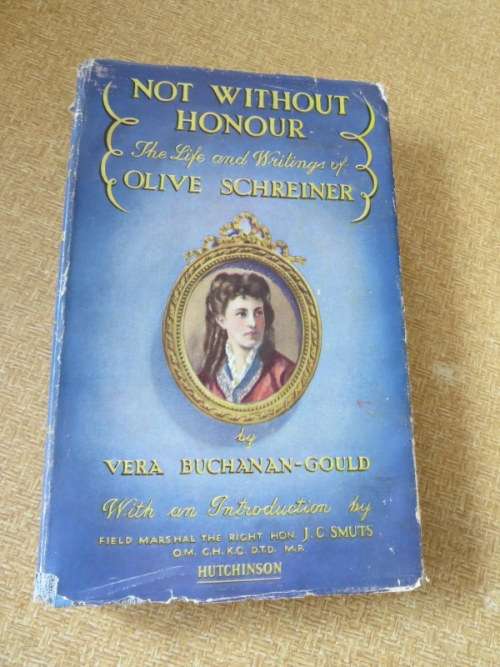 NOT WITHOUT
HONOUR
The Life and Writings of
OLIVE SCHREINER
by
VERA BUCHANAN-GOULD
With an Introduction by
FIELD MARSHAL THE RIGHT HON. J. C. SMUTS
O.M. C.H. K.C. D.T.D. M.P.
HUTCHINSON